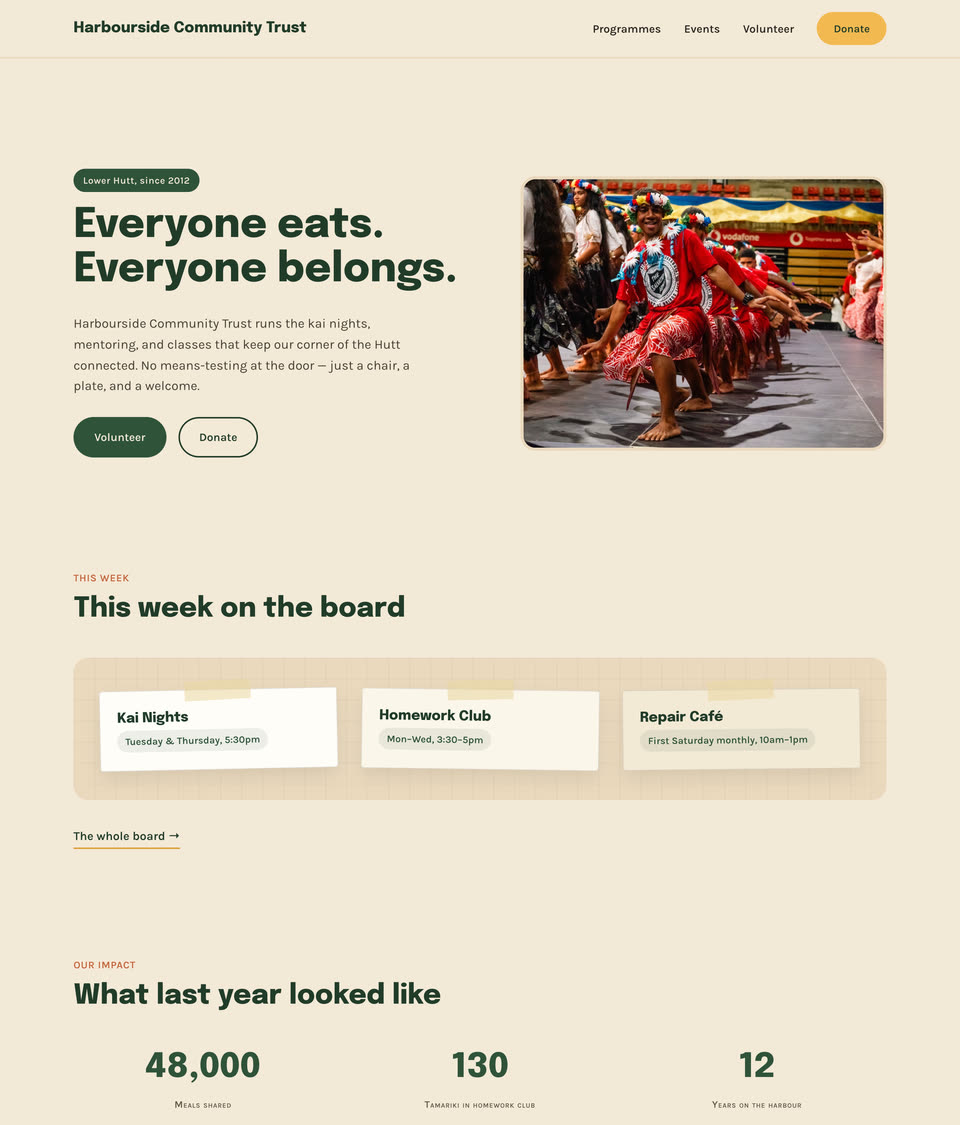 Harbourside Community Trust
Programmes Events Volunteer Donate
Lower Hutt, since 2012
Everyone eats.
Everyone belongs.
Harbourside Community Trust runs the kai nights,
mentoring, and classes that keep our corner of the Hutt
connected. No means-testing at the door — just a chair, a
plate, and a welcome.
Volunteer Donate
vodafone
Together we can
THIS WEEK
This week on the board
Kai Nights
Tuesday & Thursday, 5:30pm
Homework Club
Mon–Wed, 3:30–5pm
Repair Café
First Saturday monthly, 10am–1pm
The whole board →
OUR IMPACT
What last year looked like
48,000
Meals shared
130
Tamariki in homework club
12
Years on the harbour